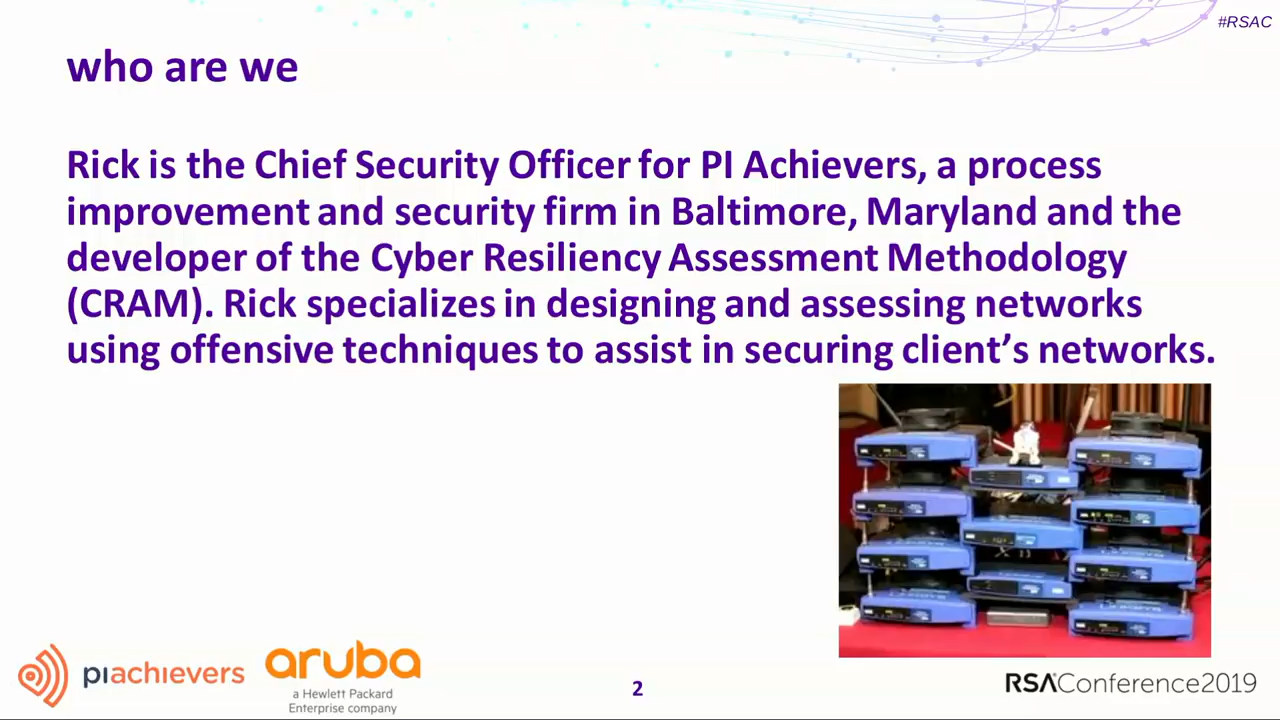 #RSAC
who are we
Rick is the Chief Security Officer for PI Achievers, a process
improvement and security firm in Baltimore, Maryland and the
developer of the Cyber Resiliency Assessment Methodology
(CRAM). Rick specializes in designing and assessing networks
using offensive techniques to assist in securing client’s networks.
piachievers
aruba
a Hewlett Packard
Enterprise company
2
RSAConference2019